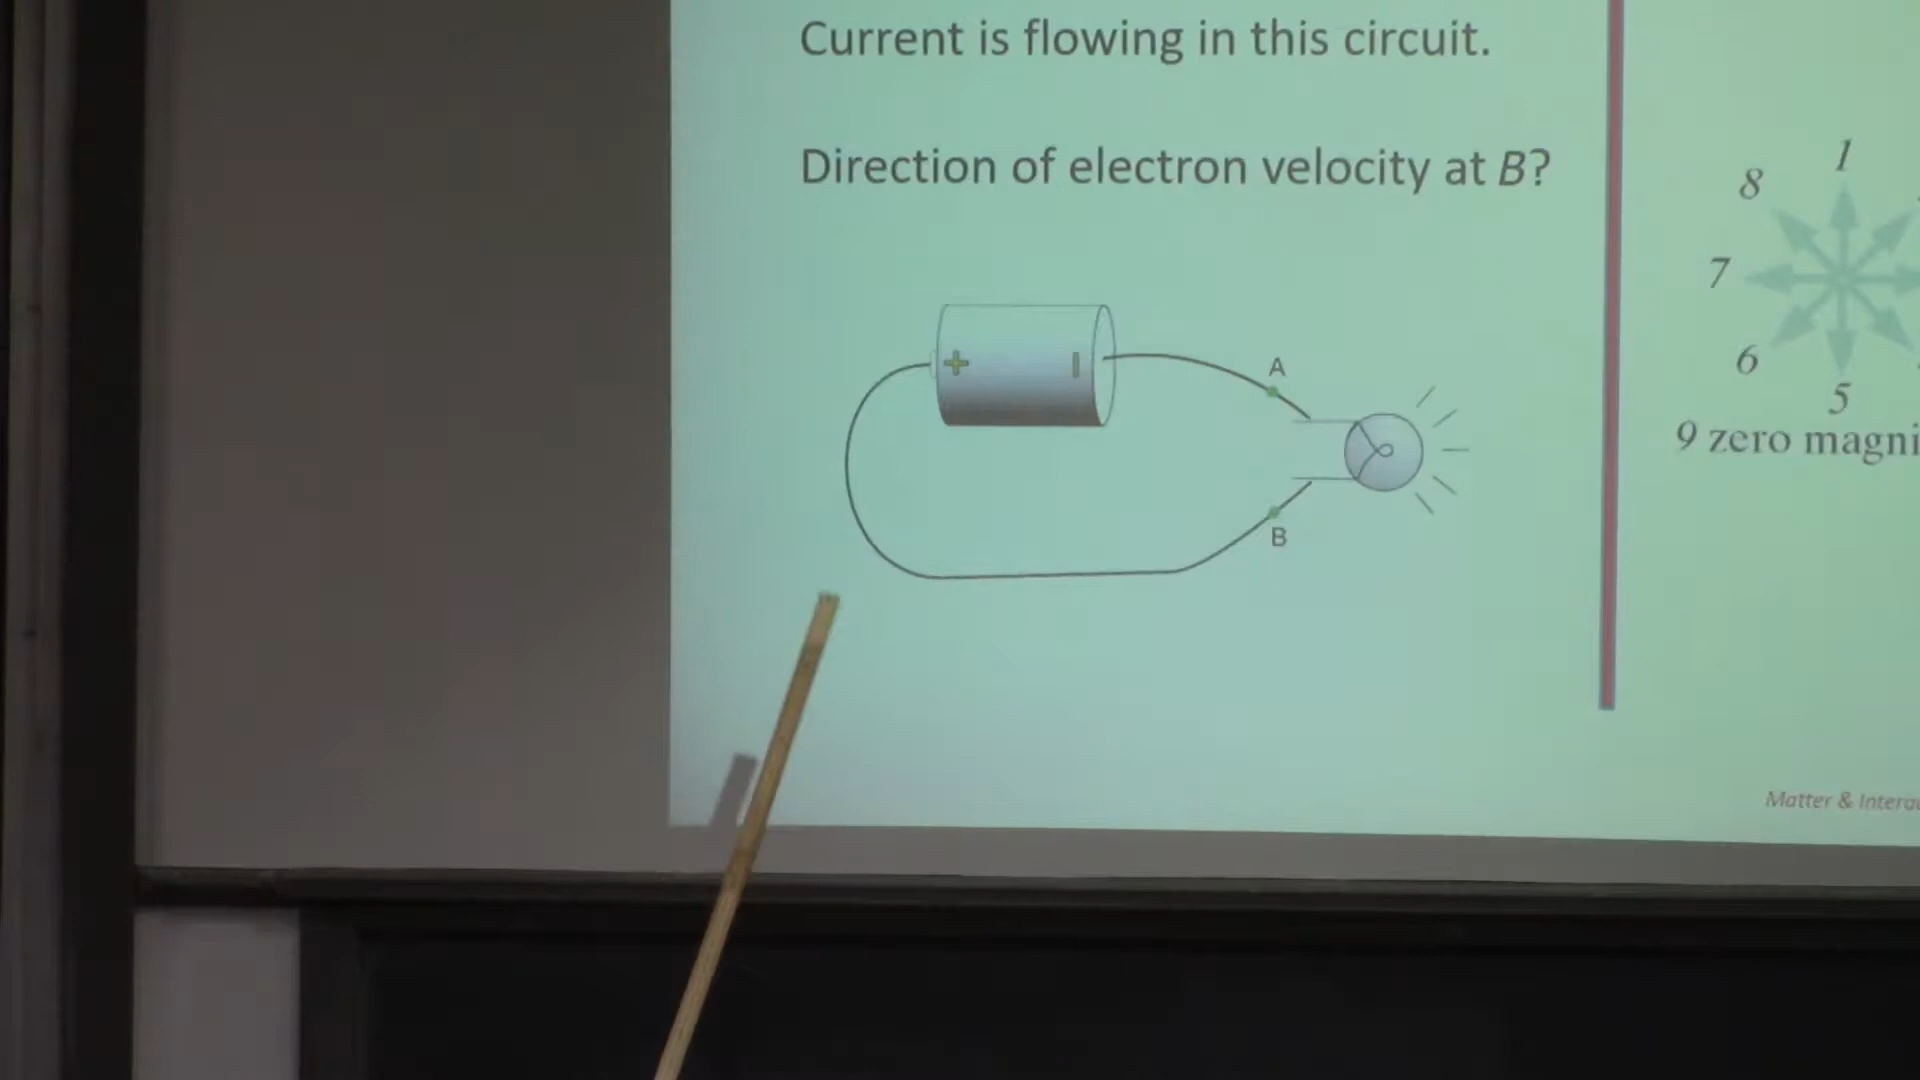 Current is flowing in this circuit.
Direction of electron velocity at B?
+
A
B
1
8
7
6
5
9 zero magni
Matter &